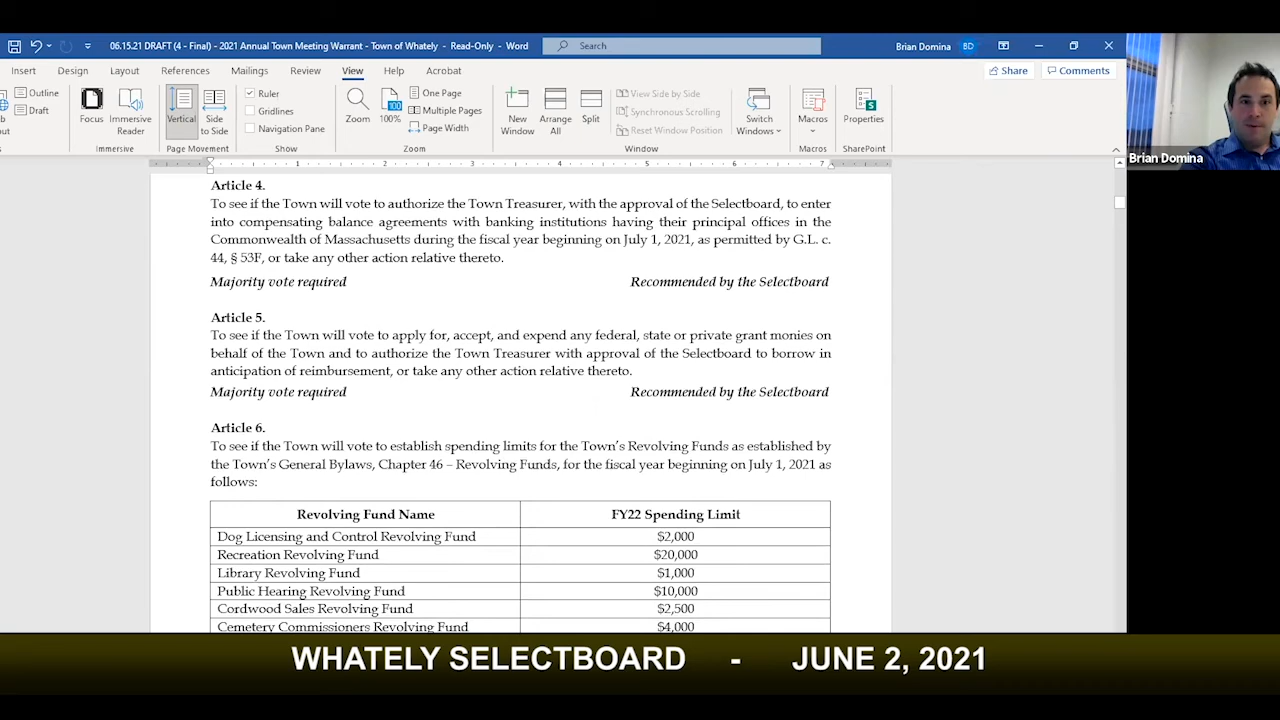 06.15.21 DRAFT (4 - Final) - 2021 Annual Town Meeting Warrant - Town of Whately - Read-Only - Word
Search
Brian Domina
BD
Insert
Design
Layout
References
Mailings
Review
View
Help
Acrobat
Share
Comments
Outline
Draft
Focus
Immersive
Reader
Immersive
Vertical
Side
to Side
Page Movement
Ruler
Gridlines
Navigation Pane
Show
Zoom
100
100%
One Page
Multiple Pages
Page Width
Zoom
New
Window
Arrange
All
Split
View Side by Side
Synchronous Scrolling
Reset Window Position
Window
Switch
Windows
Macros
Macros
Properties
SharePoint
Brian Domina
1 2 3 4 5 6 7
Article 4.
To see if the Town will vote to authorize the Town Treasurer, with the approval of the Selectboard, to enter
into compensating balance agreements with banking institutions having their principal offices in the
Commonwealth of Massachusetts during the fiscal year beginning on July 1, 2021, as permitted by G.L. c.
44, § 53F, or take any other action relative thereto.
Majority vote required Recommended by the Selectboard
Article 5.
To see if the Town will vote to apply for, accept, and expend any federal, state or private grant monies on
behalf of the Town and to authorize the Town Treasurer with approval of the Selectboard to borrow in
anticipation of reimbursement, or take any other action relative thereto.
Majority vote required Recommended by the Selectboard
Article 6.
To see if the Town will vote to establish spending limits for the Town's Revolving Funds as established by
the Town's General Bylaws, Chapter 46 – Revolving Funds, for the fiscal year beginning on July 1, 2021 as
follows:
Revolving Fund Name FY22 Spending Limit
Dog Licensing and Control Revolving Fund $2,000
Recreation Revolving Fund $20,000
Library Revolving Fund $1,000
Public Hearing Revolving Fund $10,000
Cordwood Sales Revolving Fund $2,500
Cemetery Commissioners Revolving Fund $4,000
WHATELY SELECTBOARD - JUNE 2, 2021